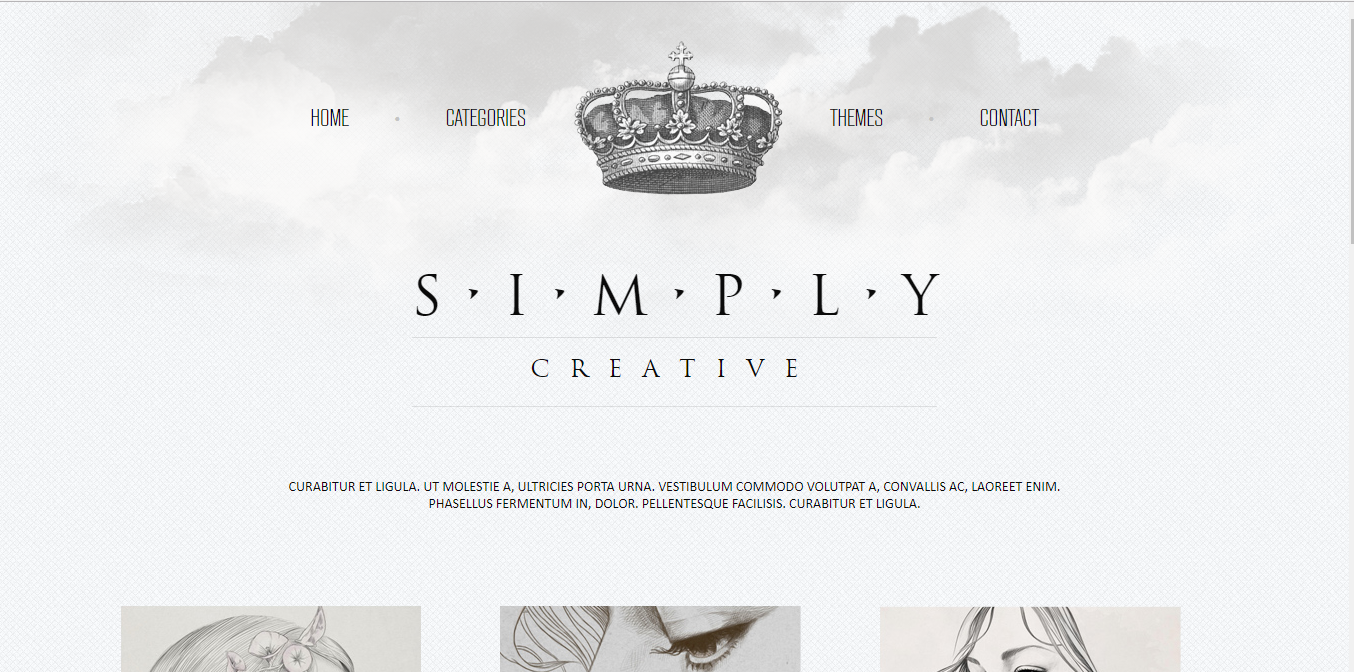 HOME CATEGORIES THEMES CONTACT
S I M P L Y
CREATIVE
CURABITUR ET LIGULA. UT MOLESTIE A, ULTRICIES PORTA URNA. VESTIBULUM COMMODO VOLUTPAT A, CONVALLIS AC, LAOREET ENIM.
PHASELLUS FERMENTUM IN, DOLOR. PELLENTESQUE FACILISIS. CURABITUR ET LIGULA.